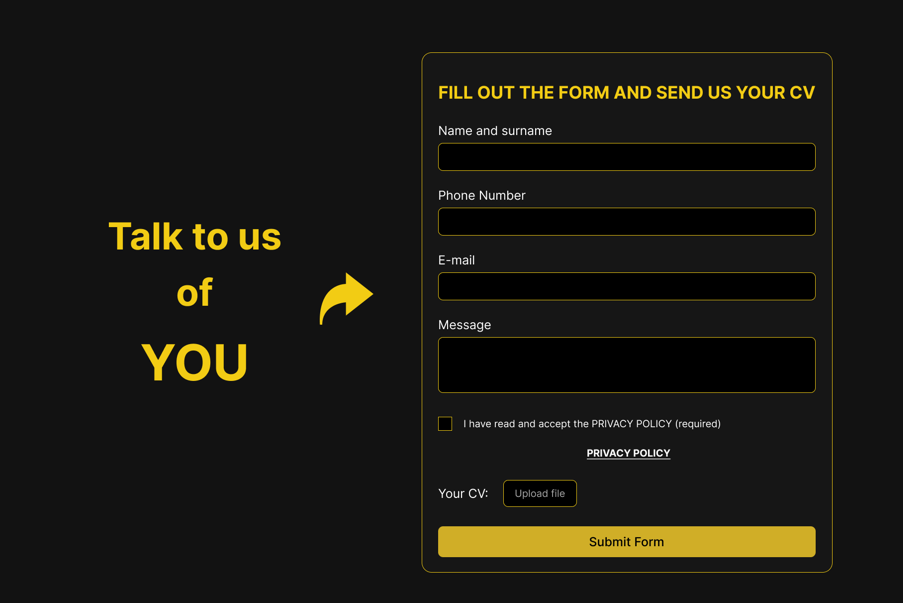 Talk to us
of
YOU
FILL OUT THE FORM AND SEND US YOUR CV
Name and surname
Phone Number
E-mail
Message
I have read and accept the PRIVACY POLICY (required)
PRIVACY POLICY
Your CV: Upload file
Submit Form